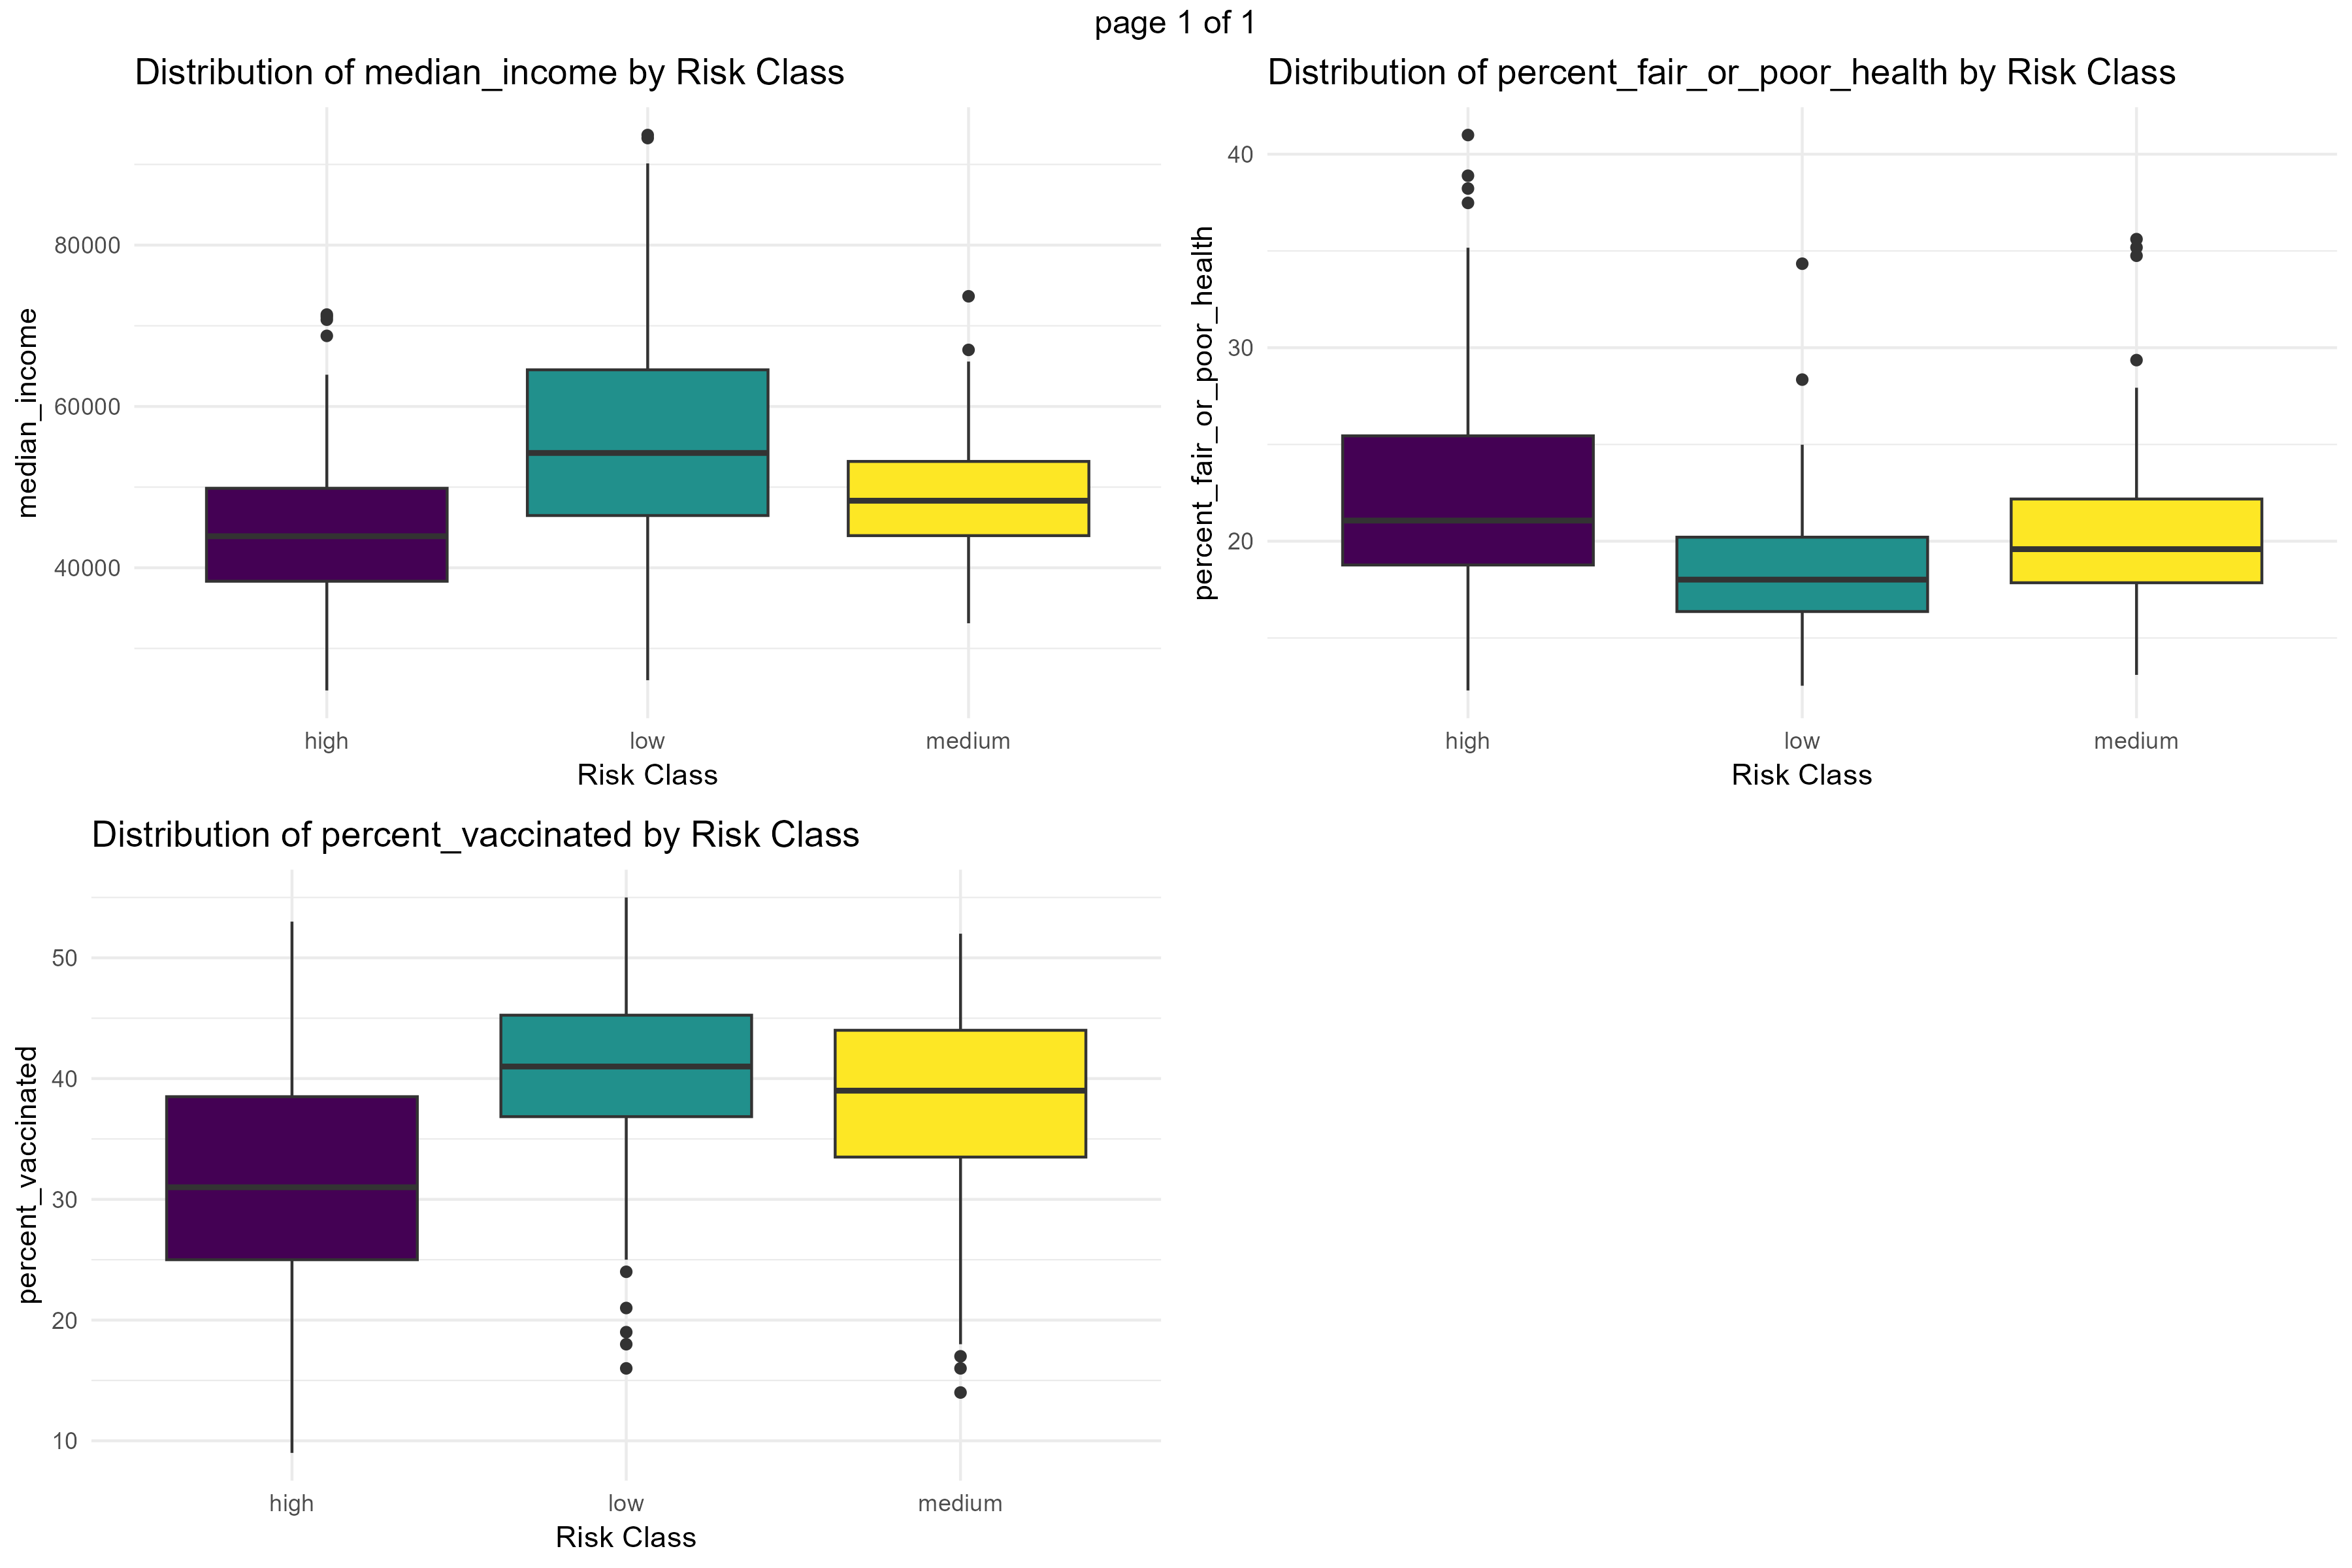 page 1 of 1
Distribution of median_income by Risk Class
median_income
80000
60000
40000
high low medium
Risk Class
Distribution of percent_fair_or_poor_health by Risk Class
percent_fair_or_poor_health
40
30
20
high low medium
Risk Class
Distribution of percent_vaccinated by Risk Class
percent_vaccinated
50
40
30
20
10
high low medium
Risk Class